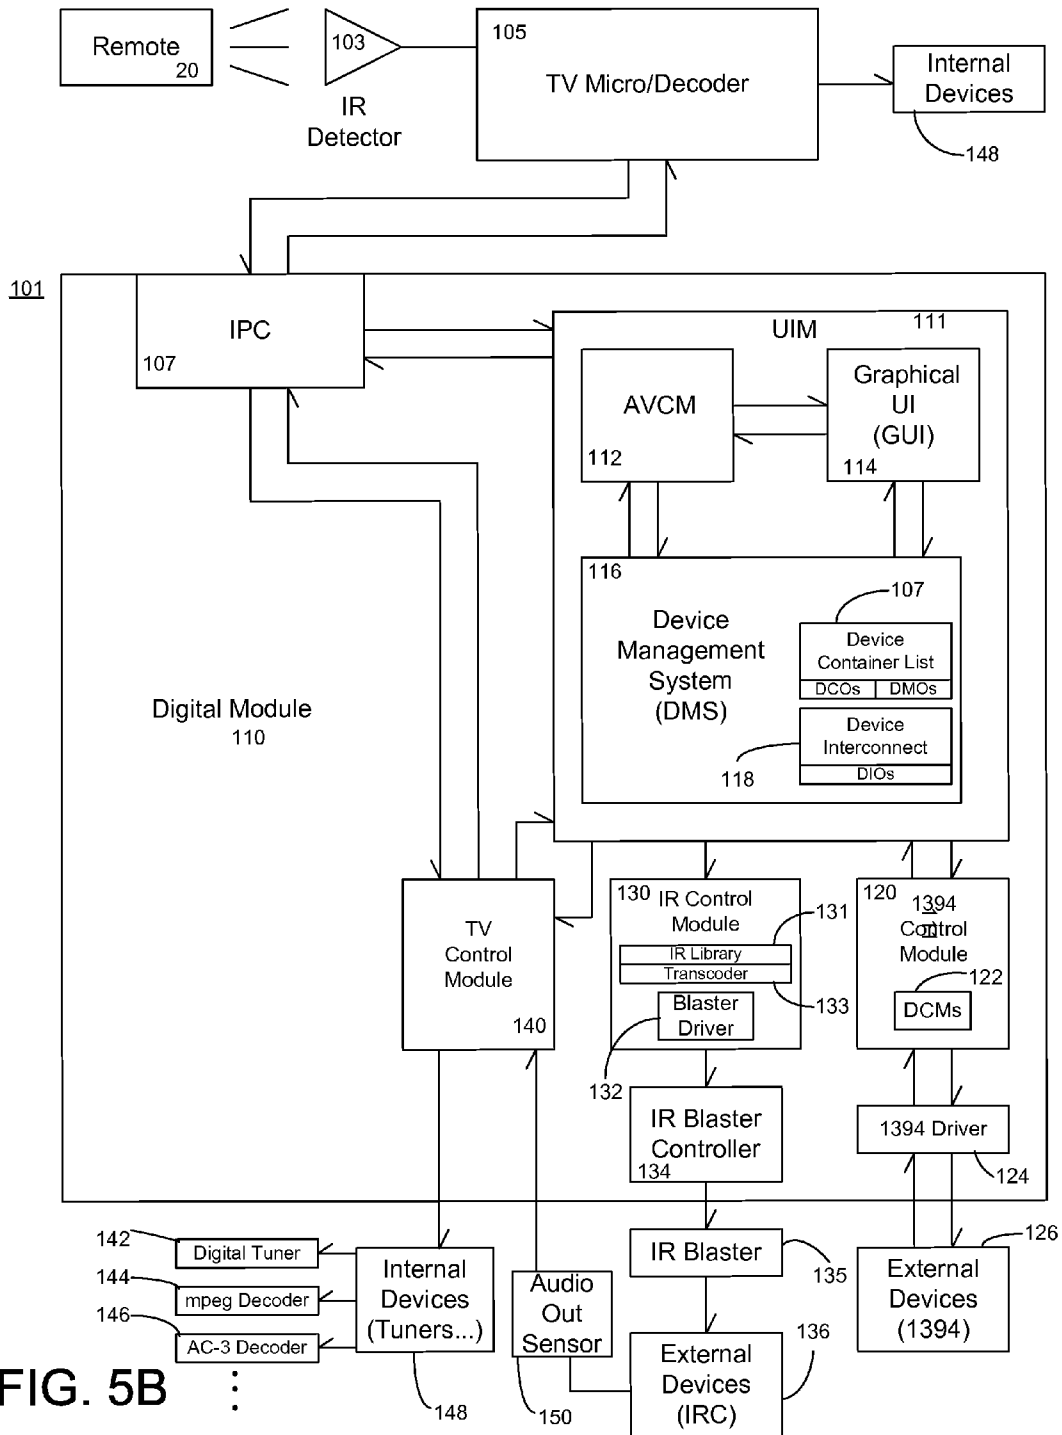 Remote
20
103
IR
Detector
105
TV Micro/Decoder
Internal
Devices
148
101
IPC
107
UIM
111
AVCM
112
Graphical
UI
(GUI)
114
116
Device
Management
System
(DMS)
107
Device
Container List
DCOs
DMOs
Device
Interconnect
DIOs
118
Digital Module
110
TV
Control
Module
140
130
IR Control
Module
IR Library
Transcoder
131
133
Blaster
Driver
132
120
1394
Control
Module
122
DCMs
IR Blaster
Controller
134
1394 Driver
124
142
Digital Tuner
144
mpeg Decoder
146
AC-3 Decoder
Internal
Devices
(Tuners...)
148
Audio
Out
Sensor
150
IR Blaster
135
External
Devices
(IRC)
136
126
External
Devices
(1394)
FIG. 5B